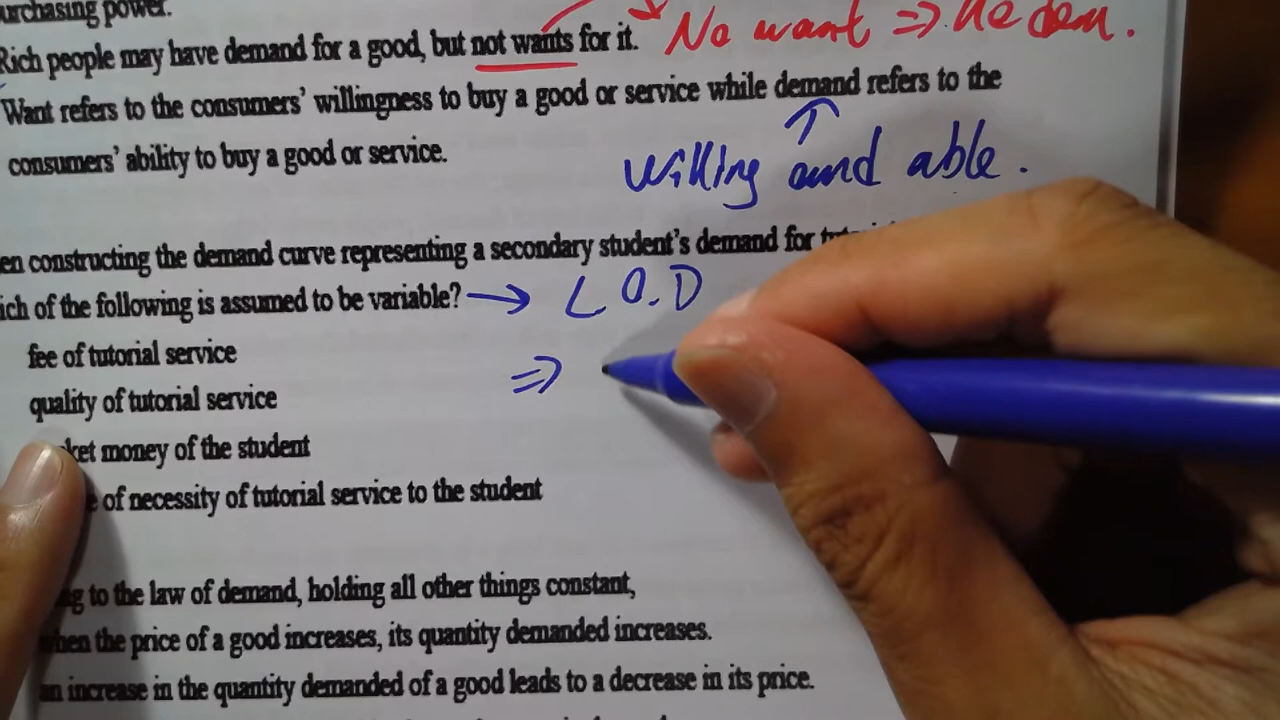 urchasing power.
Rich people may have demand for a good, but not wants for it. No want ⇒ no dem.
Want refers to the consumers' willingness to buy a good or service while demand refers to the
consumers' ability to buy a good or service.
Willing and able.
en constructing the demand curve representing a secondary student's demand for
ich of the following is assumed to be variable? → L.O.D
fee of tutorial service
⇒
quality of tutorial service
ket money of the student
e of necessity of tutorial service to the student
g to the law of demand, holding all other things constant,
when the price of a good increases, its quantity demanded increases.
an increase in the quantity demanded of a good leads to a decrease in its price.